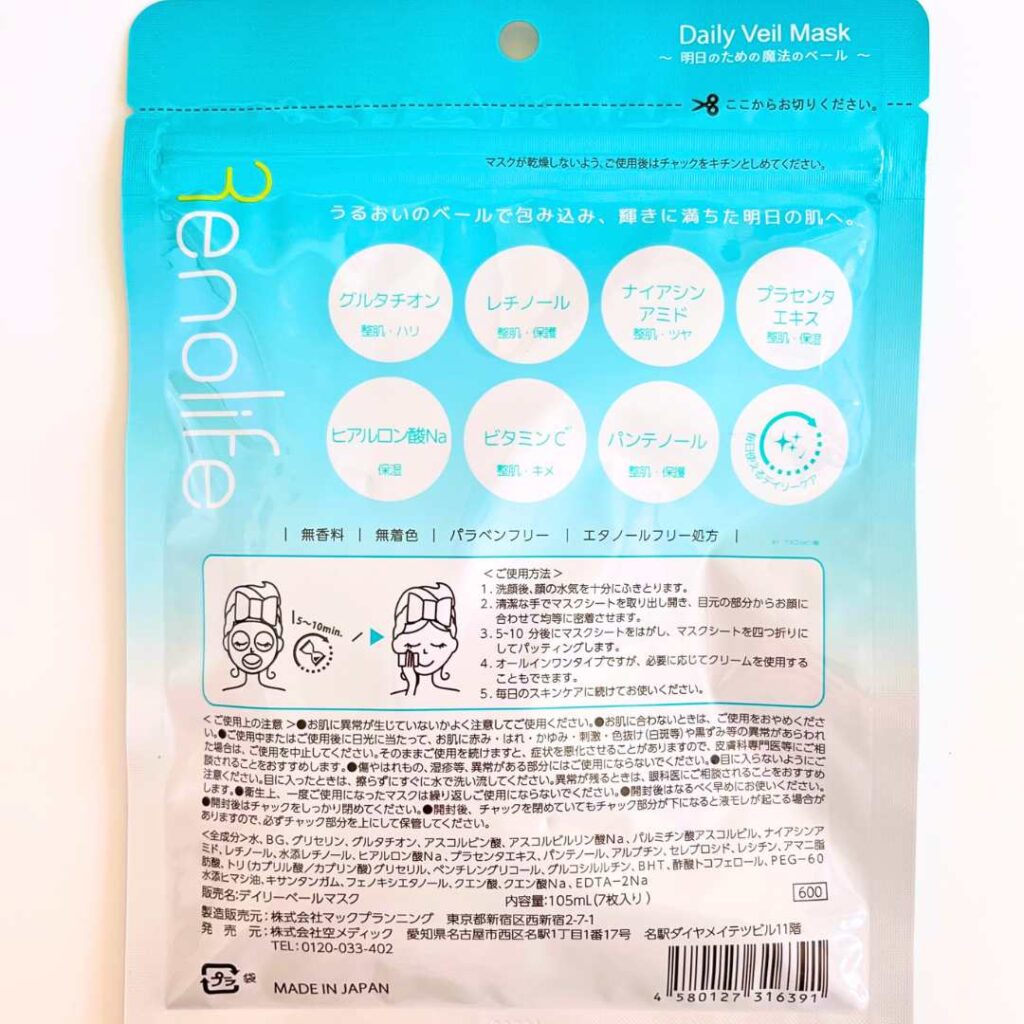 Daily Veil Mask
～ 明日のための魔法のベール ～
ここからお切りください。
マスクが乾燥しないよう、ご使用後はチャックをキチンとしめてください。
Renolife
うるおいのベールで包み込み、輝きに満ちた明日の肌へ。
グルタチオン
整肌・ハリ
レチノール
整肌・保護
ナイアシン
アミド
整肌・ツヤ
プラセンタ
エキス
整肌・保湿
ヒアルロン酸Na
保湿
ビタミンC
整肌・キメ
パンテノール
整肌・保護
毎日使えるデイリーケア
| 無香料 | 無着色 | パラベンフリー | エタノールフリー処方 |
5~10min.
＜ご使用方法＞
1. 洗顔後、顔の水気を十分にふきとります。
2. 清潔な手でマスクシートを取り出し開き、目元の部分からお顔に
合わせて均等に密着させます。
3. 5-10 分後にマスクシートをはがし、マスクシートを四つ折りに
してパッティングします。
4. オールインワンタイプですが、必要に応じてクリームを使用する
こともできます。
5. 毎日のスキンケアに続けてお使いください。
＜ご使用上の注意＞●お肌に異常が生じていないかよく注意してご使用ください。●お肌に合わないときは、ご使用をおやめくださ
い。●ご使用中またはご使用後に日光に当たって、お肌に赤み・はれ・かゆみ・刺激・色抜け(白斑等)や黒ずみ等の異常があらわれ
た場合は、ご使用を中止してください。そのままご使用を続けますと、症状を悪化させることがありますので、皮膚科専門医等にご相
談されることをおすすめします。●傷やはれもの、湿疹等、異常がある部分にはご使用にならないでください。●目に入らないようにご
注意ください。目に入ったときは、擦らずにすぐに水で洗い流してください。異常が残るときは、眼科医にご相談されることをおすすめ
します。●衛生上、一度ご使用になったマスクは繰り返しご使用にならないでください。●開封後はなるべく早めにお使いください。
●開封後はチャックをしっかり閉めてください。●開封後、チャックを閉めていてもチャック部分が下になると液モレが起こる場合が
ありますので、必ずチャック部分を上にして保管してください。
＜全成分＞水、BG、グリセリン、グルタチオン、アスコルビン酸、アスコルビルリン酸Na、パルミチン酸アスコルビル、ナイアシンア
ミド、レチノール、水添レチノール、ヒアルロン酸Na、プラセンタエキス、パンテノール、アルブチン、セレブロシド、レシチン、アマニ脂
肪酸、トリ(カプリル酸/カプリン酸)グリセリル、ペンチレングリコール、グルコシルルチン、BHT、酢酸トコフェロール、PEG-60
水添ヒマシ油、キサンタンガム、フェノキシエタノール、クエン酸、クエン酸Na、EDTA-2Na
販売名:デイリーベールマスク 内容量:105mL(7枚入り) 600
製造販売元：株式会社マックプランニング 東京都新宿区西新宿2-7-1
発 売 元：株式会社空メディック 愛知県名古屋市西区名駅1丁目1番17号 名駅ダイヤメイテツビル11階
TEL:0120-033-402
プラ 袋
MADE IN JAPAN
4 580127 316391